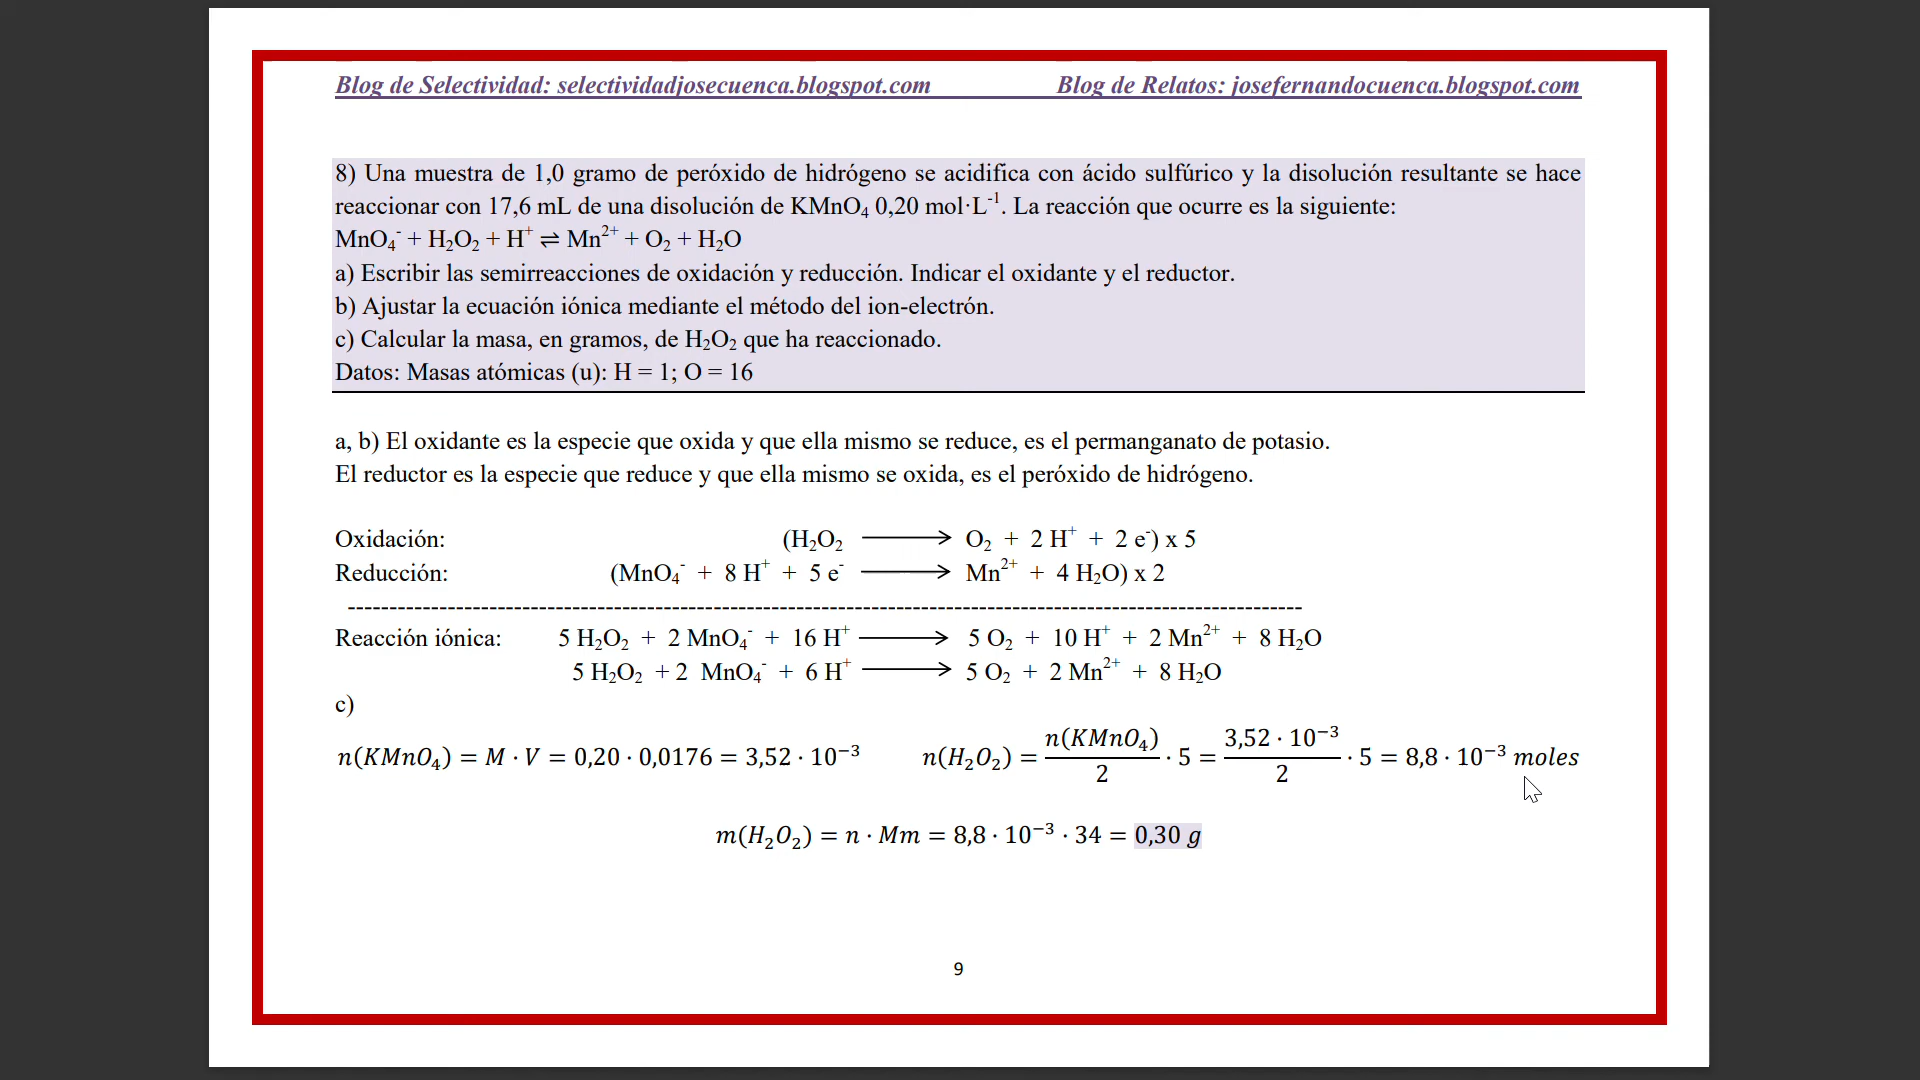 Blog de Selectividad: selectividadjosecuenca.blogspot.com Blog de Relatos: josefernandocuenca.blogspot.com
8) Una muestra de 1,0 gramo de peróxido de hidrógeno se acidifica con ácido sulfúrico y la disolución resultante se hace
reaccionar con 17,6 mL de una disolución de KMnO₄ 0,20 mol·L⁻¹. La reacción que ocurre es la siguiente:
MnO₄⁻ + H₂O₂ + H⁺ ⇌ Mn²⁺ + O₂ + H₂O
a) Escribir las semirreacciones de oxidación y reducción. Indicar el oxidante y el reductor.
b) Ajustar la ecuación iónica mediante el método del ion-electrón.
c) Calcular la masa, en gramos, de H₂O₂ que ha reaccionado.
Datos: Masas atómicas (u): H = 1; O = 16
a, b) El oxidante es la especie que oxida y que ella mismo se reduce, es el permanganato de potasio.
El reductor es la especie que reduce y que ella mismo se oxida, es el peróxido de hidrógeno.
Oxidación: (H₂O₂ ⟶ O₂ + 2 H⁺ + 2 e⁻) x 5
Reducción: (MnO₄⁻ + 8 H⁺ + 5 e⁻ ⟶ Mn²⁺ + 4 H₂O) x 2
Reacción iónica: 5 H₂O₂ + 2 MnO₄⁻ + 16 H⁺ ⟶ 5 O₂ + 10 H⁺ + 2 Mn²⁺ + 8 H₂O
5 H₂O₂ + 2 MnO₄⁻ + 6 H⁺ ⟶ 5 O₂ + 2 Mn²⁺ + 8 H₂O
c)
n(KMnO₄) = M · V = 0,20 · 0,0176 = 3,52 · 10⁻³ n(H₂O₂) = n(KMnO₄)/2 · 5 = 3,52 · 10⁻³/2 · 5 = 8,8 · 10⁻³ moles
m(H₂O₂) = n · Mm = 8,8 · 10⁻³ · 34 = 0,30 g
9